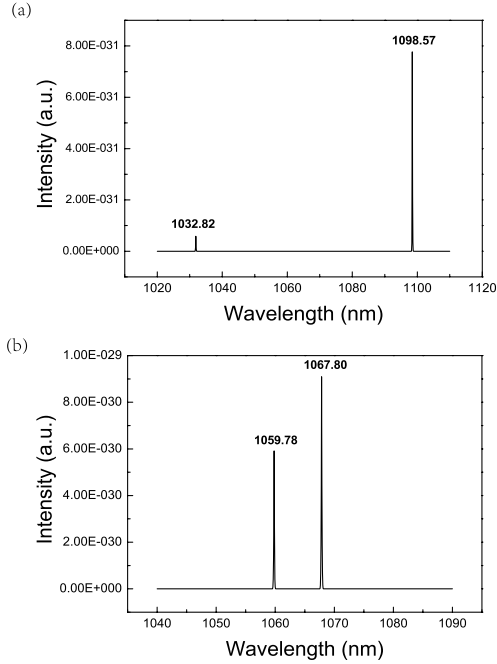 (a)
8.00E-031
6.00E-031
4.00E-031
2.00E-031
0.00E+000
Intensity (a.u.)
1098.57
1032.82
1020 1040 1060 1080 1100 1120
Wavelength (nm)
(b)
1.00E-029
8.00E-030
6.00E-030
4.00E-030
2.00E-030
0.00E+000
Intensity (a.u.)
1067.80
1059.78
1040 1050 1060 1070 1080 1090
Wavelength (nm)